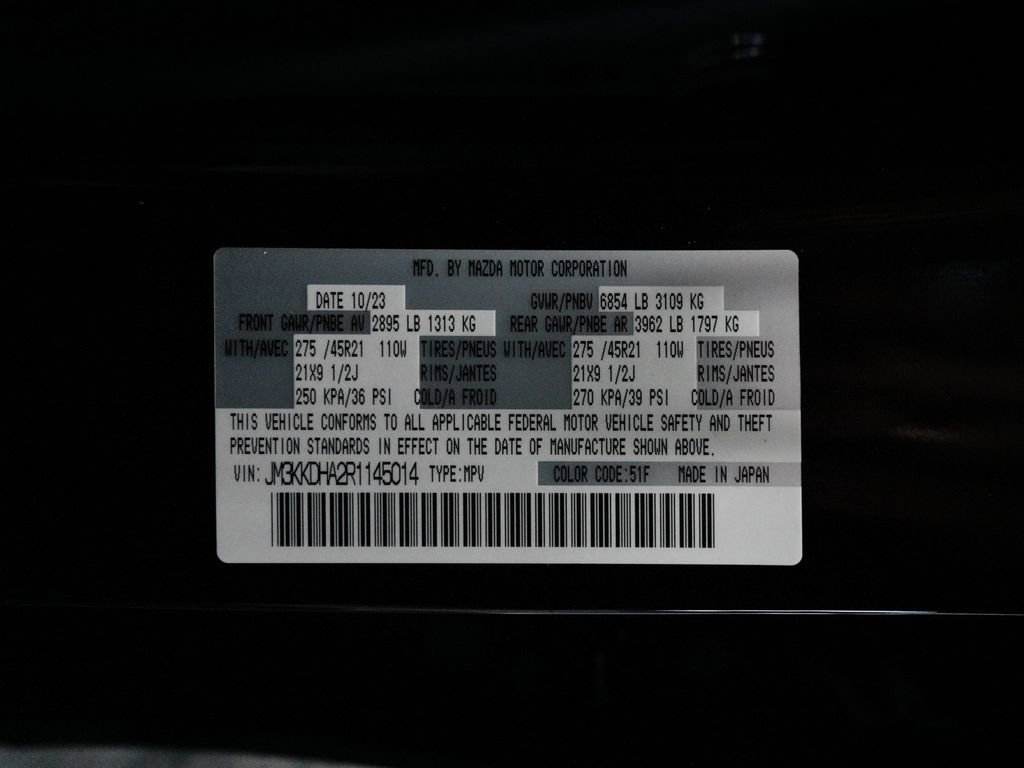 MFD. BY MAZDA MOTOR CORPORATION
DATE 10/23 GVWR/PNBV 6854 LB 3109 KG
FRONT GAWR/PNBE AV 2895 LB 1313 KG REAR GAWR/PNBE AR 3962 LB 1797 KG
WITH/AVEC 275 /45R21 110W TIRES/PNEUS WITH/AVEC 275 /45R21 110W TIRES/PNEUS
21X9 1/2J RIMS/JANTES 21X9 1/2J RIMS/JANTES
250 KPA/36 PSI COLD/A FROID 270 KPA/39 PSI COLD/A FROID
THIS VEHICLE CONFORMS TO ALL APPLICABLE FEDERAL MOTOR VEHICLE SAFETY AND THEFT
PREVENTION STANDARDS IN EFFECT ON THE DATE OF MANUFACTURE SHOWN ABOVE.
VIN: JM3KKDHA2R1145014 TYPE:MPV COLOR CODE:51F MADE IN JAPAN